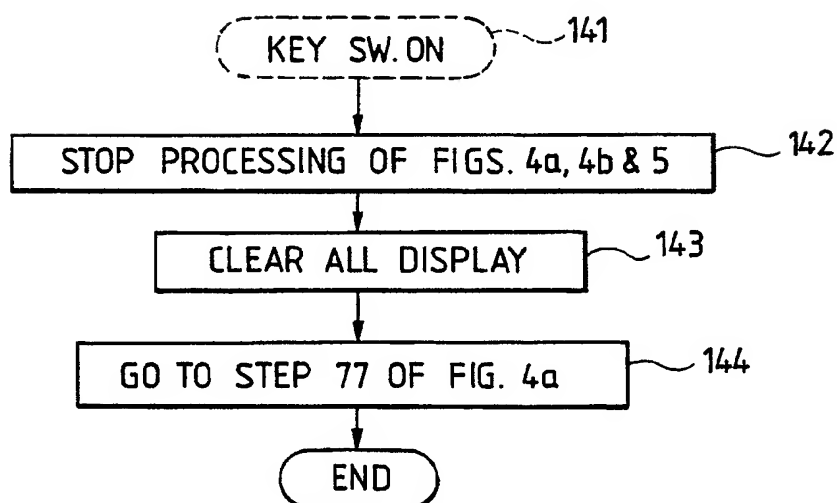 KEY SW. ON
141
STOP PROCESSING OF FIGS. 4a, 4b & 5
142
CLEAR ALL DISPLAY
143
GO TO STEP 77 OF FIG. 4a
144
END